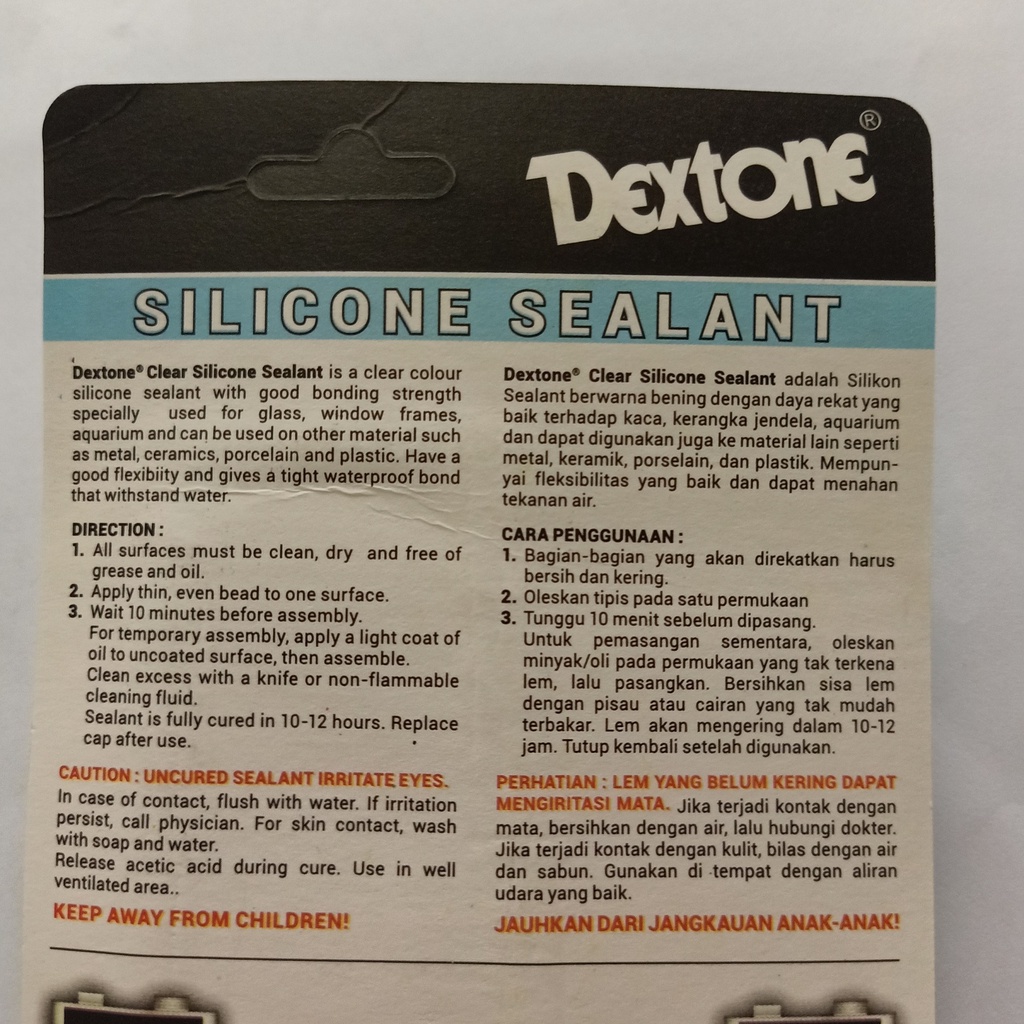 Dextone®
SILICONE SEALANT
Dextone® Clear Silicone Sealant is a clear colour
silicone sealant with good bonding strength
specially used for glass, window frames,
aquarium and can be used on other material such
as metal, ceramics, porcelain and plastic. Have a
good flexibiity and gives a tight waterproof bond
that withstand water.
DIRECTION :
1. All surfaces must be clean, dry and free of
grease and oil.
2. Apply thin, even bead to one surface.
3. Wait 10 minutes before assembly.
For temporary assembly, apply a light coat of
oil to uncoated surface, then assemble.
Clean excess with a knife or non-flammable
cleaning fluid.
Sealant is fully cured in 10-12 hours. Replace
cap after use.
CAUTION : UNCURED SEALANT IRRITATE EYES.
In case of contact, flush with water. If irritation
persist, call physician. For skin contact, wash
with soap and water.
Release acetic acid during cure. Use in well
ventilated area..
KEEP AWAY FROM CHILDREN!
Dextone® Clear Silicone Sealant adalah Silikon
Sealant berwarna bening dengan daya rekat yang
baik terhadap kaca, kerangka jendela, aquarium
dan dapat digunakan juga ke material lain seperti
metal, keramik, porselain, dan plastik. Mempun-
yai fleksibilitas yang baik dan dapat menahan
tekanan air.
CARA PENGGUNAAN :
1. Bagian-bagian yang akan direkatkan harus
bersih dan kering.
2. Oleskan tipis pada satu permukaan
3. Tunggu 10 menit sebelum dipasang.
Untuk pemasangan sementara, oleskan
minyak/oli pada permukaan yang tak terkena
lem, lalu pasangkan. Bersihkan sisa lem
dengan pisau atau cairan yang tak mudah
terbakar. Lem akan mengering dalam 10-12
jam. Tutup kembali setelah digunakan.
PERHATIAN : LEM YANG BELUM KERING DAPAT
MENGIRITASI MATA. Jika terjadi kontak dengan
mata, bersihkan dengan air, lalu hubungi dokter.
Jika terjadi kontak dengan kulit, bilas dengan air
dan sabun. Gunakan di tempat dengan aliran
udara yang baik.
JAUHKAN DARI JANGKAUAN ANAK-ANAK!